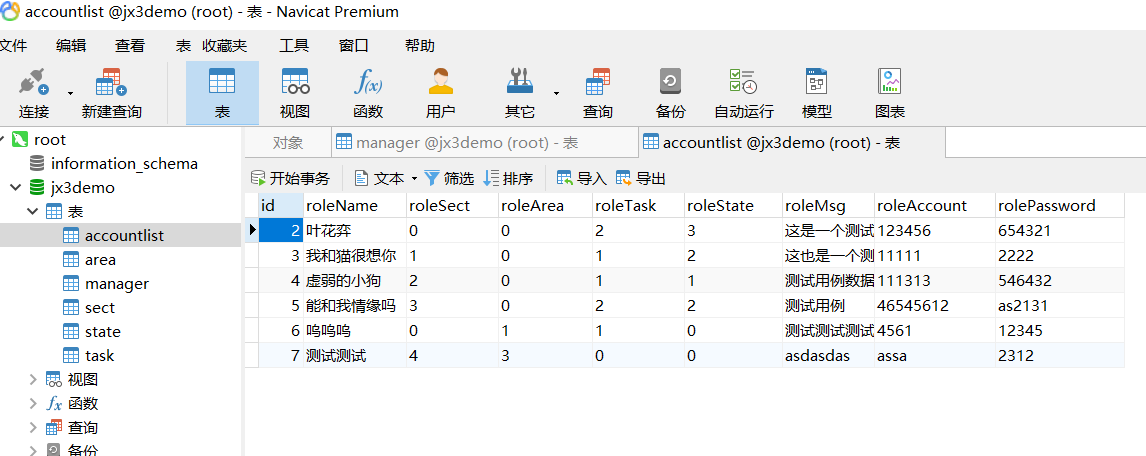 accountlist @jx3demo (root) - 表 - Navicat Premium
文件 编辑 查看 表 收藏夹 工具 窗口 帮助
连接 新建查询 表 视图 函数 用户 其它 查询 备份 自动运行 模型 图表
root
information_schema
jx3demo
表
accountlist
area
manager
sect
state
task
视图
函数
查询
备份
对象 manager @jx3demo (root) - 表 accountlist @jx3demo (root) - 表
开始事务 文本 筛选 排序 导入 导出
id roleName roleSect roleArea roleTask roleState roleMsg roleAccount rolePassword
2 叶花弈 0 0 2 3 这是一个测试 123456 654321
3 我和猫很想你 1 0 1 2 这也是一个测 11111 2222
4 虚弱的小狗 2 0 1 1 测试用例数据 111313 546432
5 能和我情缘吗 3 0 2 2 测试用例 46545612 as2131
6 呜呜呜 0 1 1 0 测试测试测试 4561 12345
7 测试测试 4 3 0 0 asdasdas assa 2312